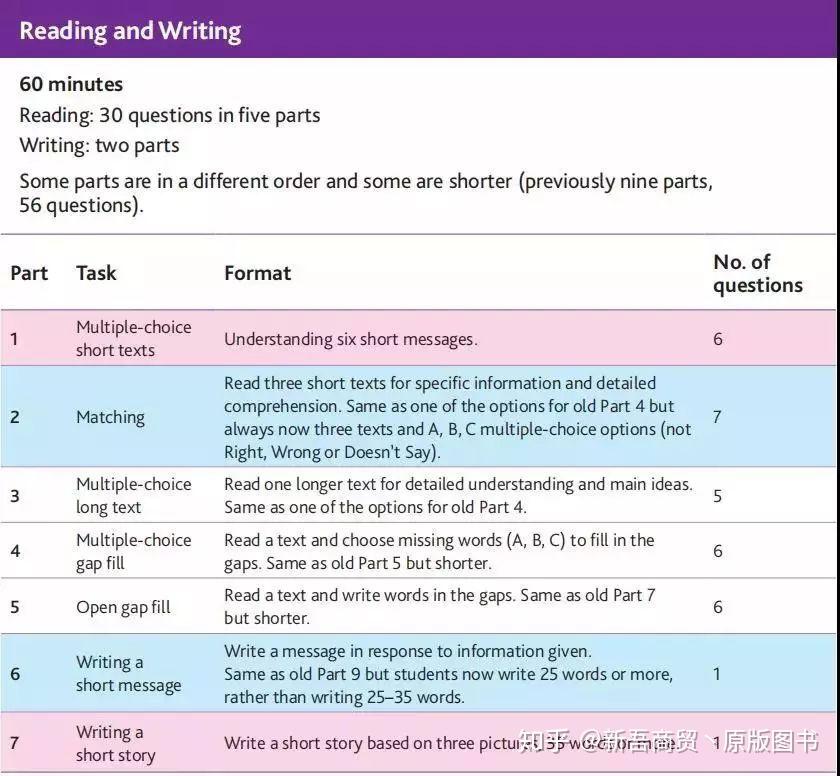 Reading and Writing
60 minutes
Reading: 30 questions in five parts
Writing: two parts
Some parts are in a different order and some are shorter (previously nine parts,
56 questions).
Part Task Format No. of questions
1 Multiple-choice short texts Understanding six short messages. 6
2 Matching Read three short texts for specific information and detailed
comprehension. Same as one of the options for old Part 4 but
always now three texts and A, B, C multiple-choice options (not
Right, Wrong or Doesn't Say). 7
3 Multiple-choice long text Read one longer text for detailed understanding and main ideas.
Same as one of the options for old Part 4. 5
4 Multiple-choice gap fill Read a text and choose missing words (A, B, C) to fill in the
gaps. Same as old Part 5 but shorter. 6
5 Open gap fill Read a text and write words in the gaps. Same as old Part 7
but shorter. 6
6 Writing a short message Write a message in response to information given.
Same as old Part 9 but students now write 25 words or more,
rather than writing 25–35 words. 1
7 Writing a short story Write a short story based on three pictures, 35 words or more. 1
知乎 @新吾商贸丶原版图书